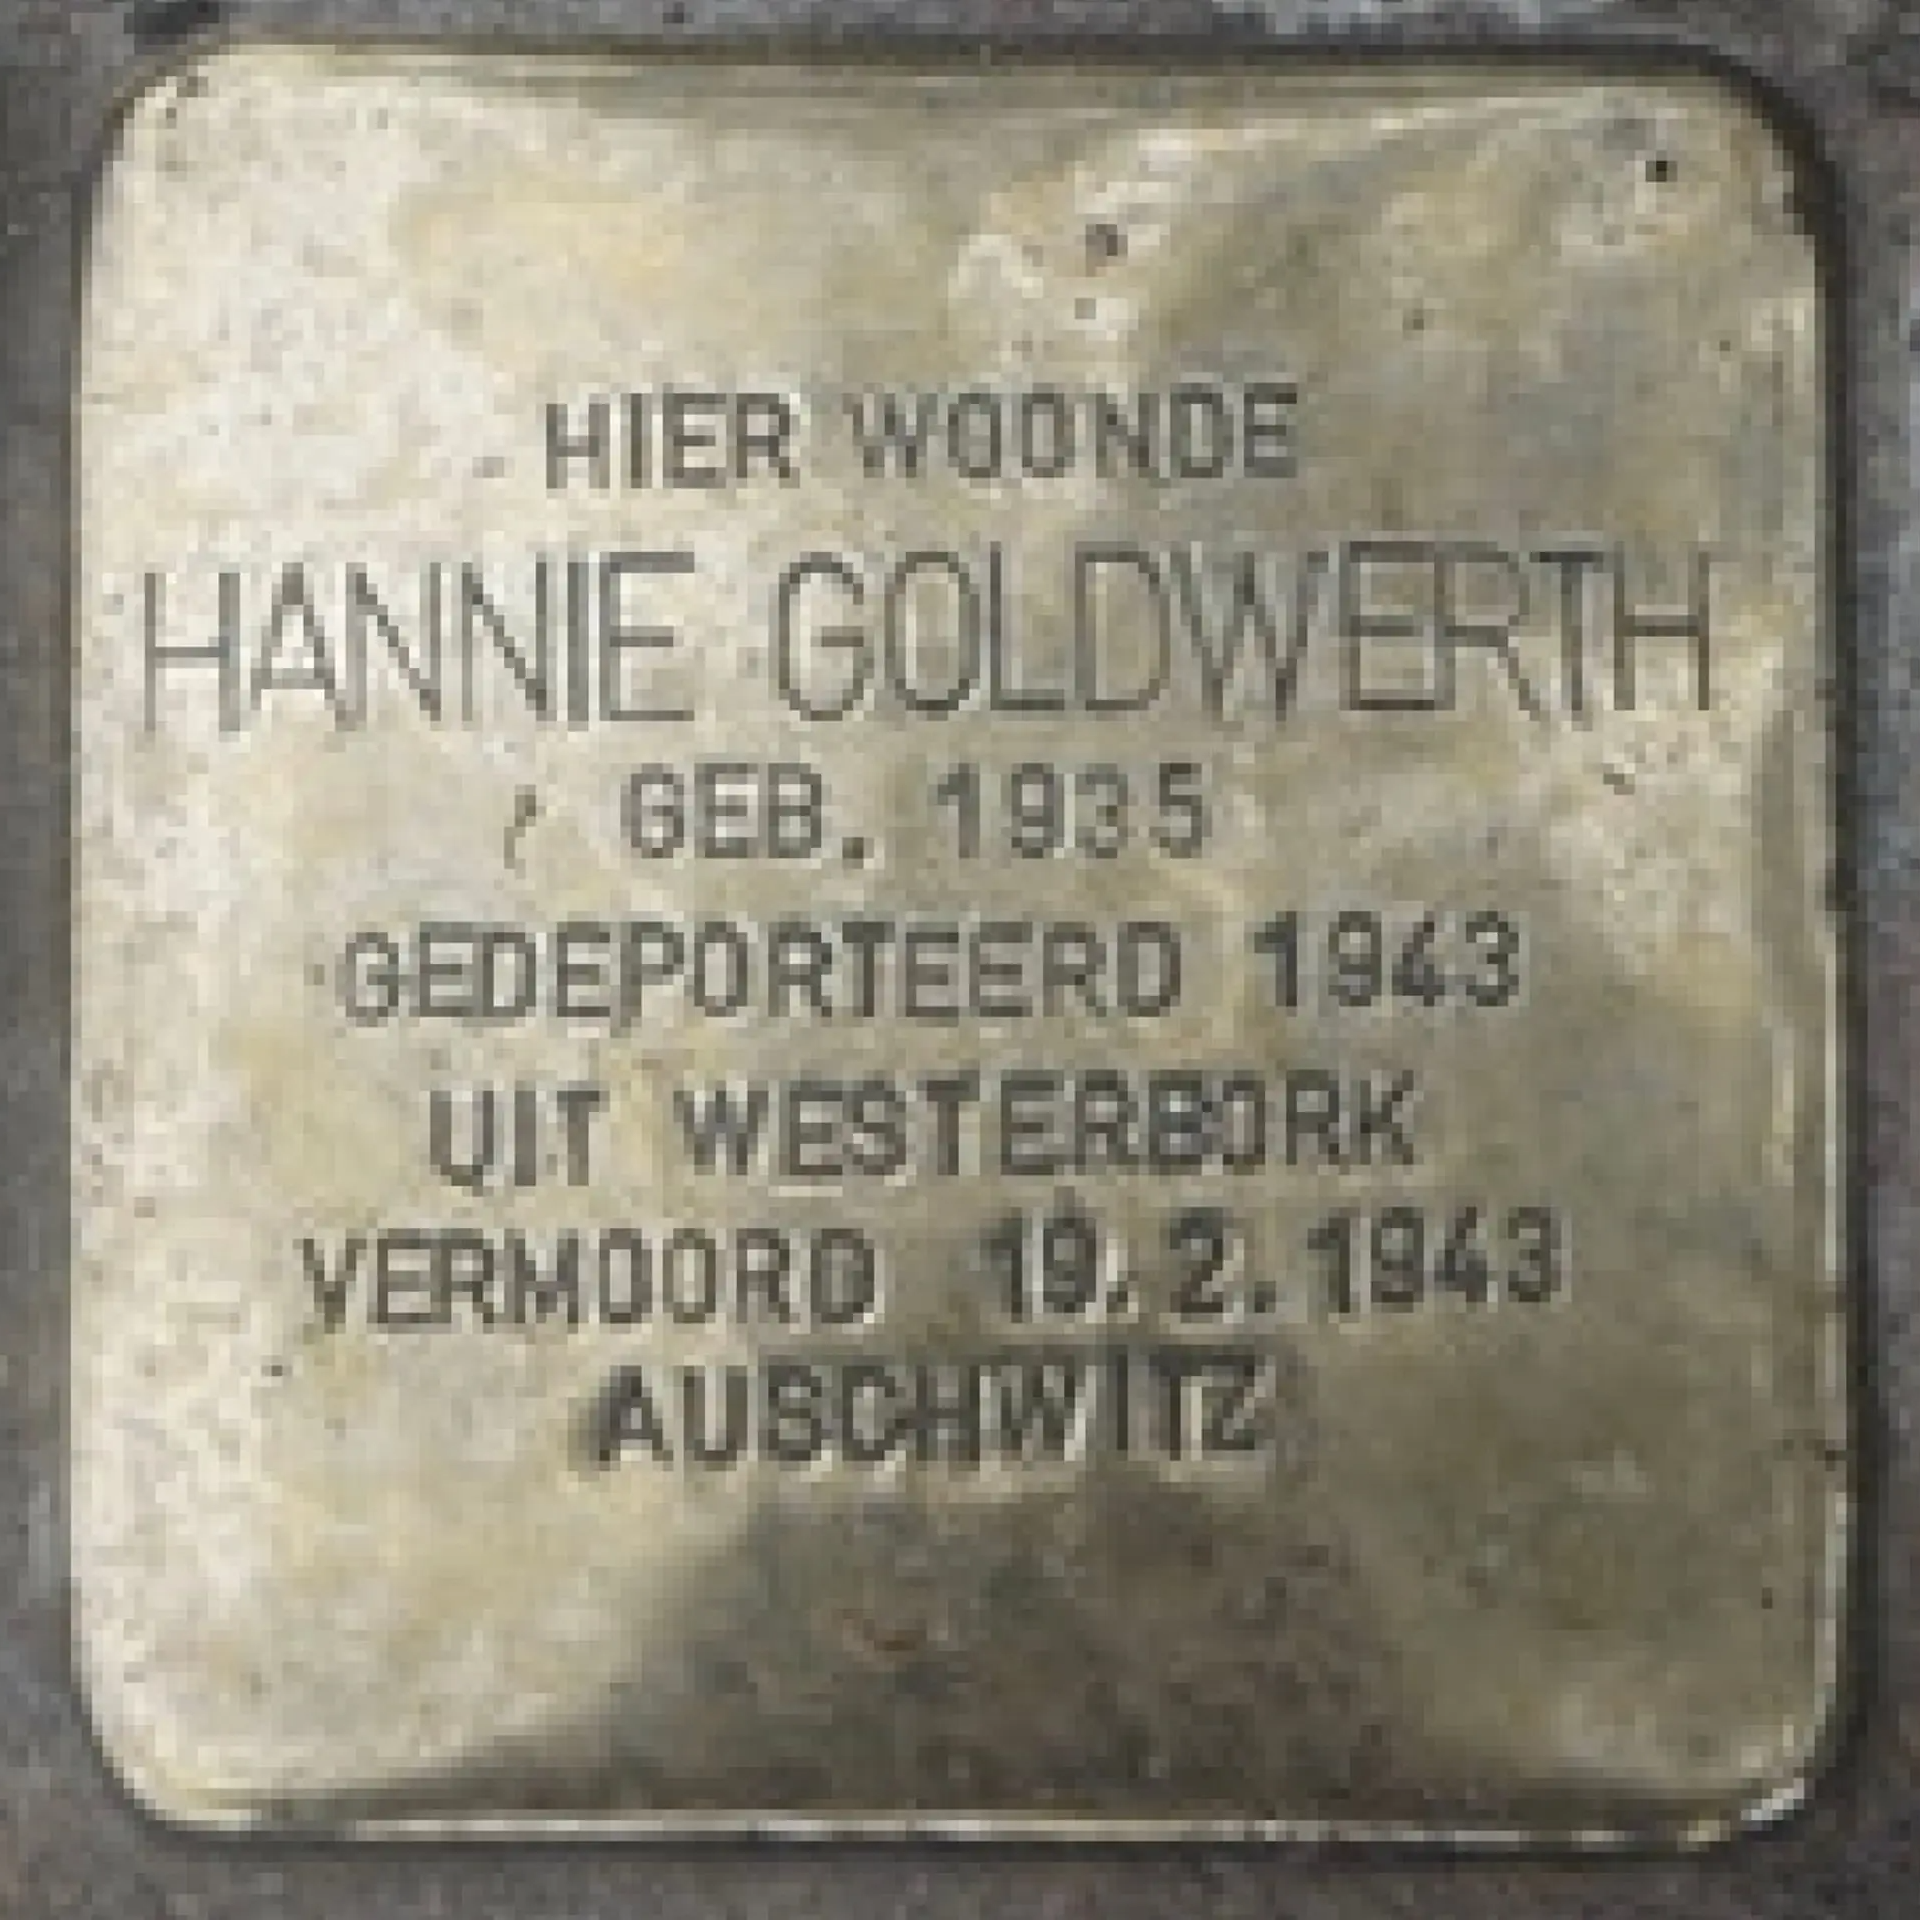 HIER WOONDE
HANNIE GOLDWERTH
GEB. 1935
GEDEPORTEERD 1943
UIT WESTERBORK
VERMOORD 19.2.1943
AUSCHWITZ